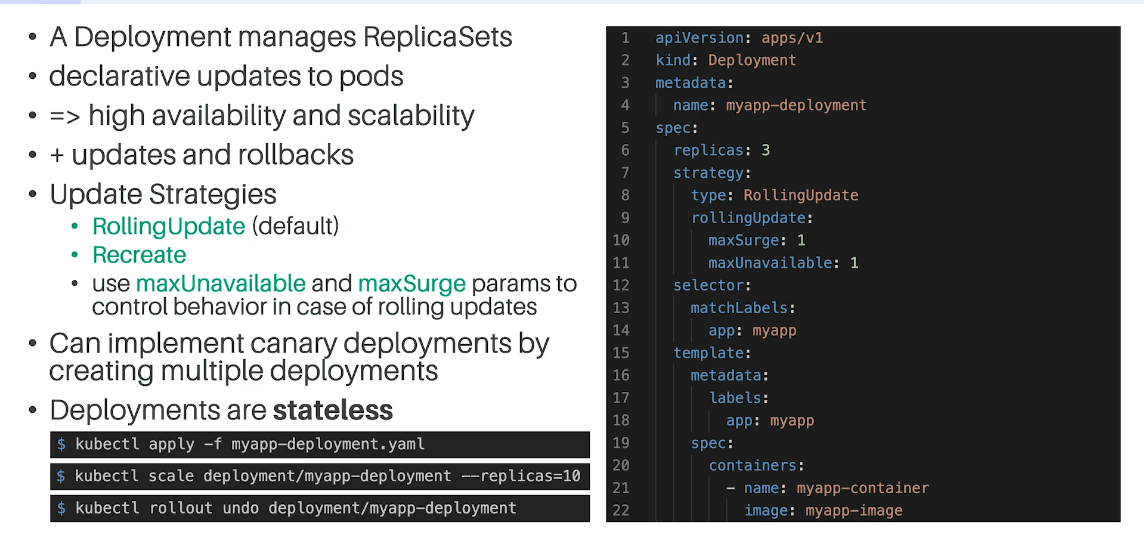 • A Deployment manages ReplicaSets
• declarative updates to pods
• => high availability and scalability
• + updates and rollbacks
• Update Strategies
• RollingUpdate (default)
• Recreate
• use maxUnavailable and maxSurge params to
control behavior in case of rolling updates
• Can implement canary deployments by
creating multiple deployments
• Deployments are stateless
$ kubectl apply -f myapp-deployment.yaml
$ kubectl scale deployment/myapp-deployment --replicas=10
$ kubectl rollout undo deployment/myapp-deployment
1 apiVersion: apps/v1
2 kind: Deployment
3 metadata:
4   name: myapp-deployment
5 spec:
6   replicas: 3
7   strategy:
8     type: RollingUpdate
9     rollingUpdate:
10       maxSurge: 1
11       maxUnavailable: 1
12   selector:
13     matchLabels:
14       app: myapp
15   template:
16     metadata:
17       labels:
18         app: myapp
19     spec:
20       containers:
21         - name: myapp-container
22           image: myapp-image